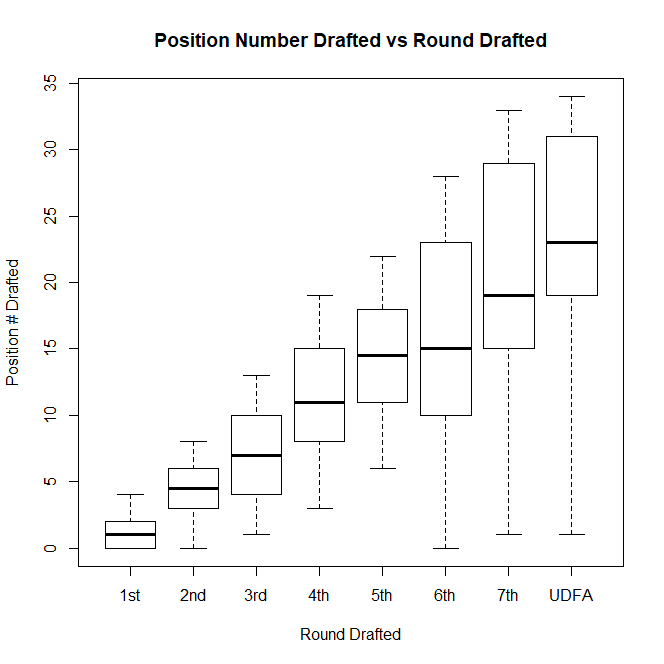 Position Number Drafted vs Round Drafted
35
30
25
20
15
10
5
0
Position # Drafted
1st 2nd 3rd 4th 5th 6th 7th UDFA
Round Drafted